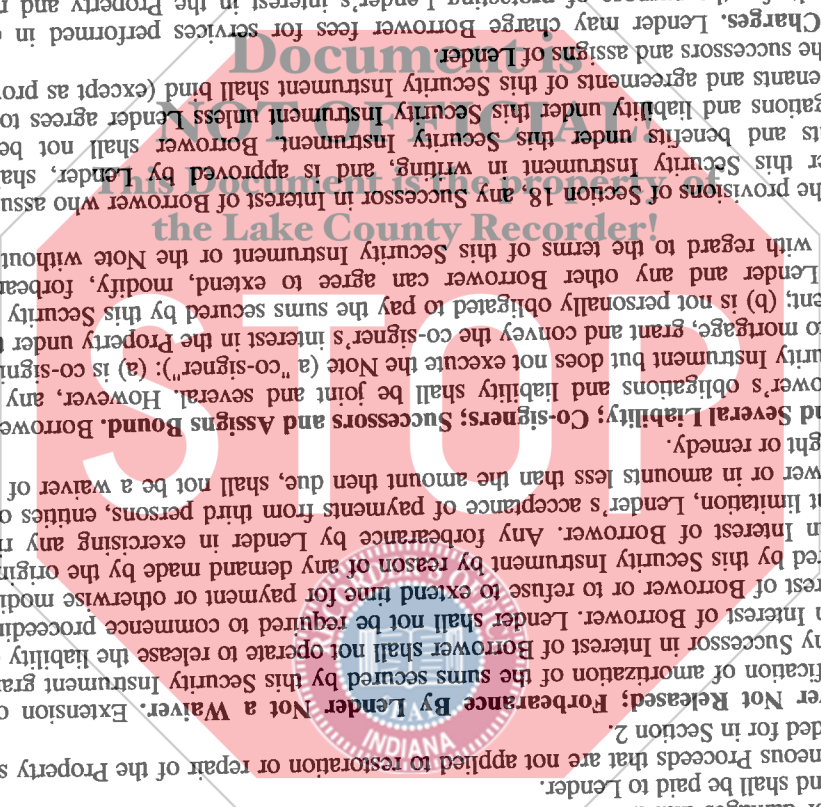 nd shall be paid to Lender.
neous Proceeds that are not applied to restoration or repair of the Property s
ded for in Section 2.
er Not Released; Forbearance By Lender Not a Waiver. Extension o
fication of amortization of the sums secured by this Security Instrument gra
ny Successor in Interest of Borrower shall not operate to release the liability
n Interest of Borrower. Lender shall not be required to commence proceedin
rest of Borrower or to refuse to extend time for payment or otherwise modi
red by this Security Instrument by reason of any demand made by the origin
n Interest of Borrower. Any forbearance by Lender in exercising any ri
t limitation, Lender's acceptance of payments from third persons, entities o
wer or in amounts less than the amount then due, shall not be a waiver of
ght or remedy.
nd Several Liability; Co-signers; Successors and Assigns Bound. Borrowe
ower's obligations and liability shall be joint and several. However, any
urity Instrument but does not execute the Note (a "co-signer"): (a) is co-signi
to mortgage, grant and convey the co-signer's interest in the Property under t
ent; (b) is not personally obligated to pay the sums secured by this Security
Lender and any other Borrower can agree to extend, modify, forbear
with regard to the terms of this Security Instrument or the Note without
he provisions of Section 18, any Successor in Interest of Borrower who assu
er this Security Instrument in writing, and is approved by Lender, sha
ts and benefits under this Security Instrument. Borrower shall not be
gations and liability under this Security Instrument unless Lender agrees to
enants and agreements of this Security Instrument shall bind (except as prov
he successors and assigns of Lender.
Charges. Lender may charge Borrower fees for services performed in
Document is
NOT OFFICIAL!
This Document is the property of
the Lake County Recorder!
STOP
RECORDER'S OFFICE
SEAL
INDIANA